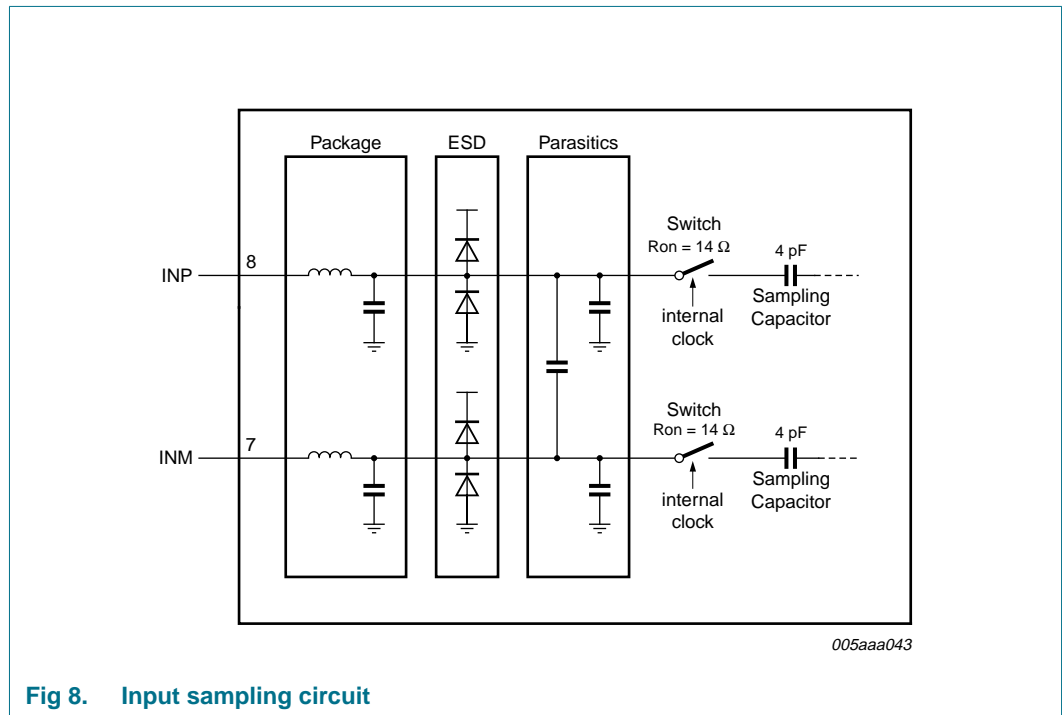 Package ESD Parasitics
Switch
Ron = 14 Ω
4 pF
8
INP
internal
clock
Sampling
Capacitor
Switch
Ron = 14 Ω
4 pF
7
INM
internal
clock
Sampling
Capacitor
005aaa043
Fig 8. Input sampling circuit